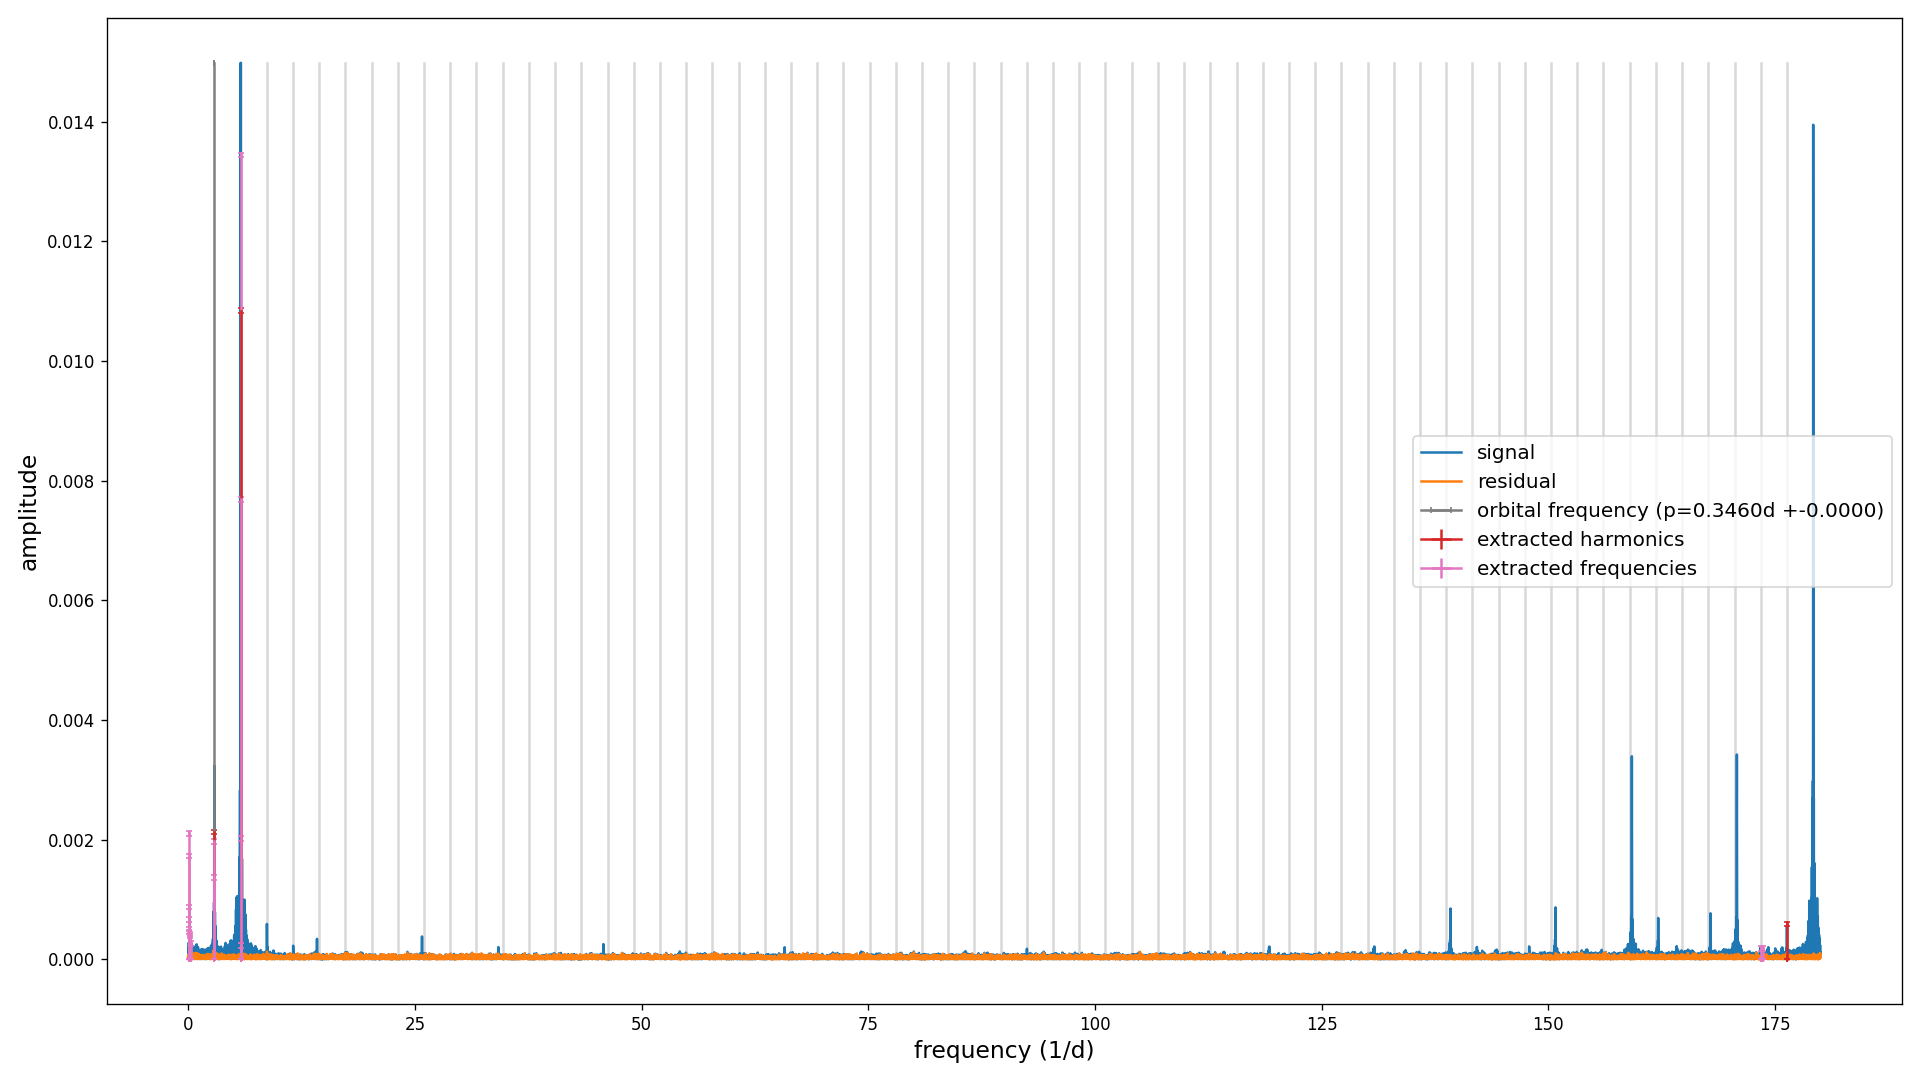 0.014
0.012
0.010
0.008
0.006
0.004
0.002
0.000
amplitude
0
25
50
75
100
125
150
175
frequency (1/d)
signal
residual
orbital frequency (p=0.3460d +-0.0000)
extracted harmonics
extracted frequencies